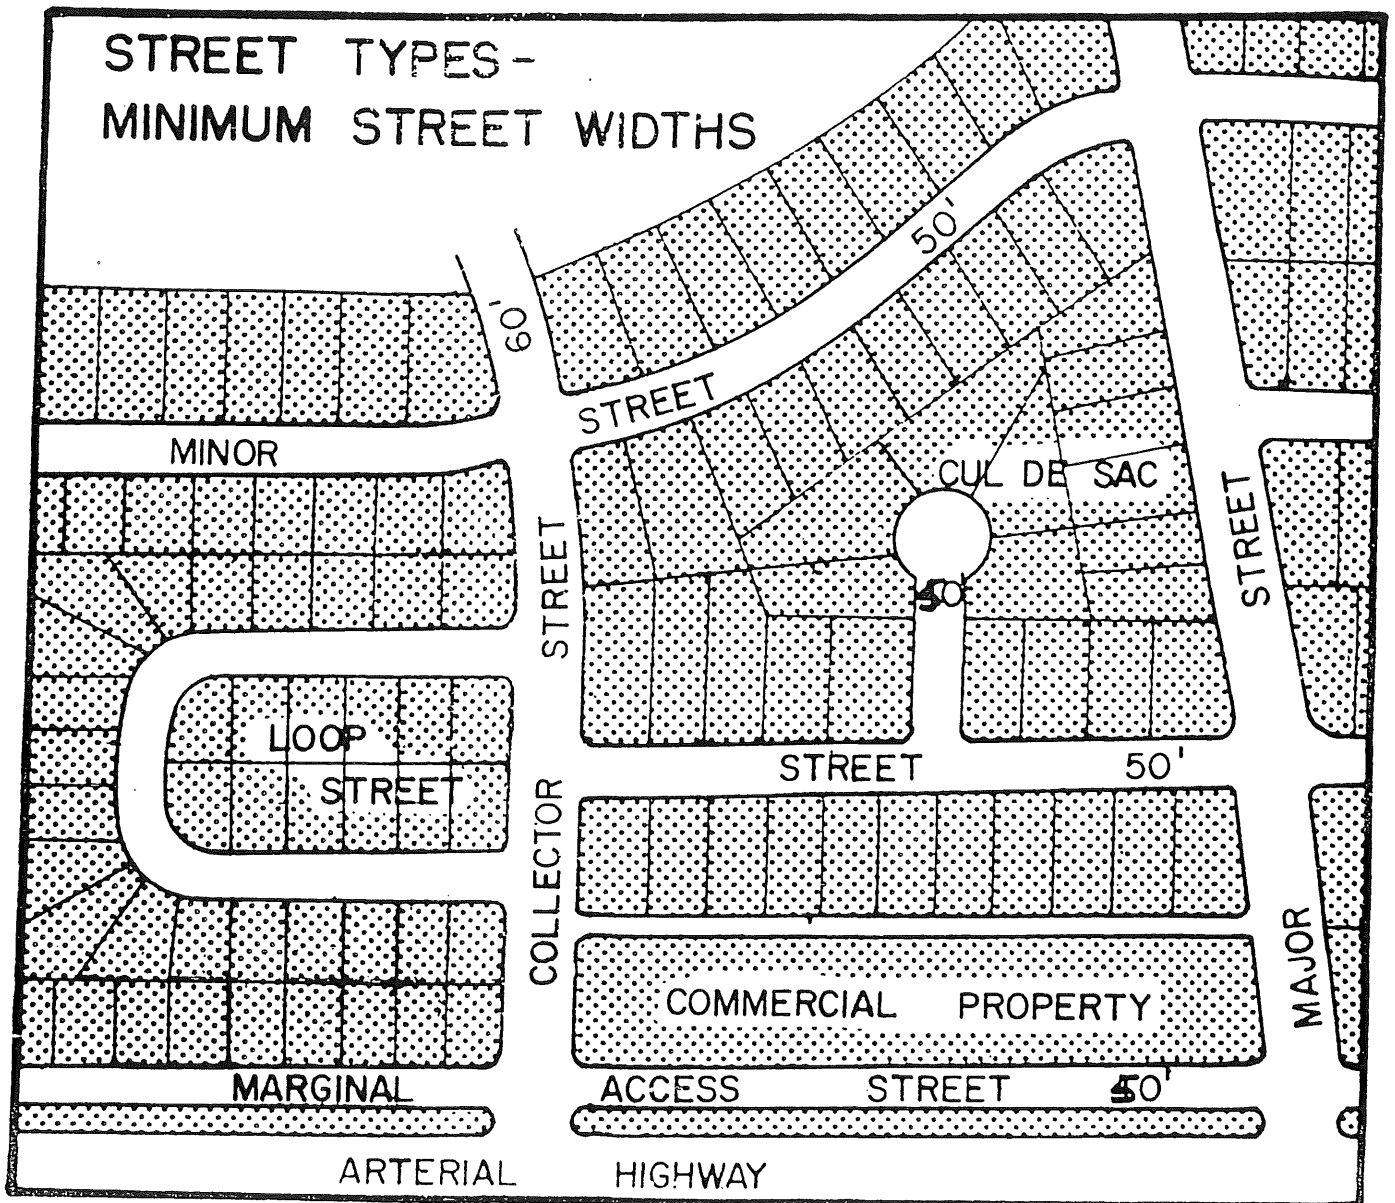 STREET TYPES-
MINIMUM STREET WIDTHS
50'
60'
STREET
MINOR
CUL DE SAC
STREET
STREET
50
LOOP
STREET
STREET 50'
COLLECTOR
MAJOR
COMMERCIAL PROPERTY
MARGINAL ACCESS STREET 50'
ARTERIAL HIGHWAY